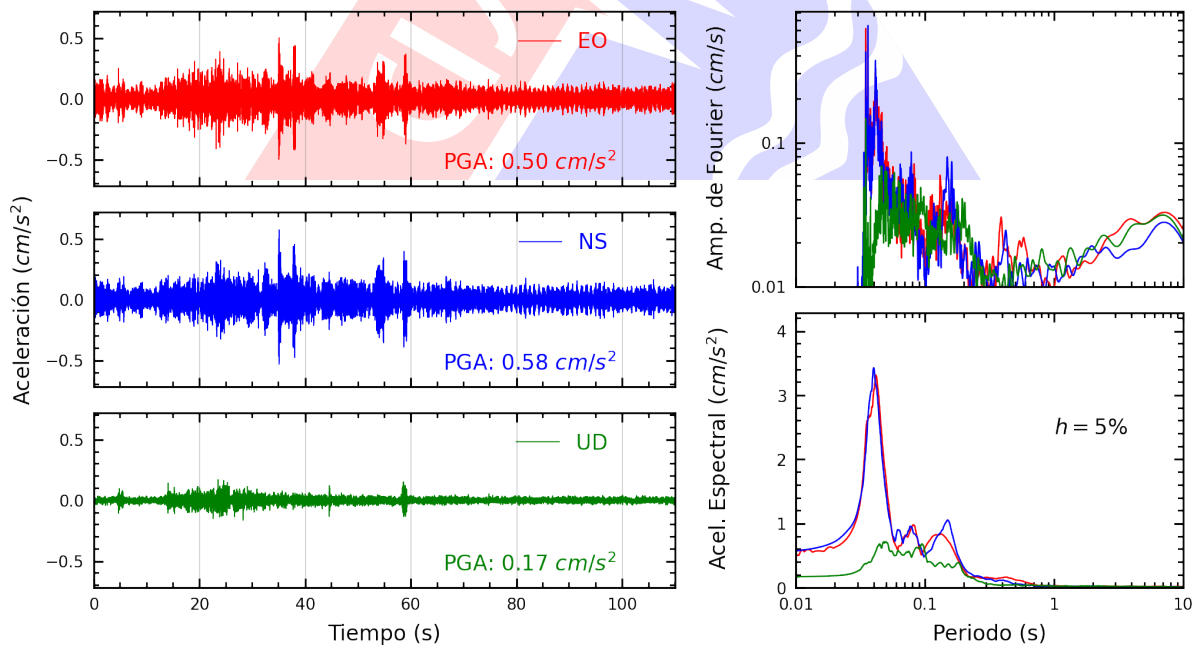 Aceleración (cm/s²)
0.5
0.0
−0.5
EO
PGA: 0.50 cm/s²
0.5
0.0
−0.5
NS
PGA: 0.58 cm/s²
0.5
0.0
−0.5
UD
PGA: 0.17 cm/s²
0 20 40 60 80 100
Tiempo (s)
Amp. de Fourier (cm/s)
0.1
0.01
Acel. Espectral (cm/s²)
4
3
2
1
0
h = 5%
0.01 0.1 1 10
Periodo (s)